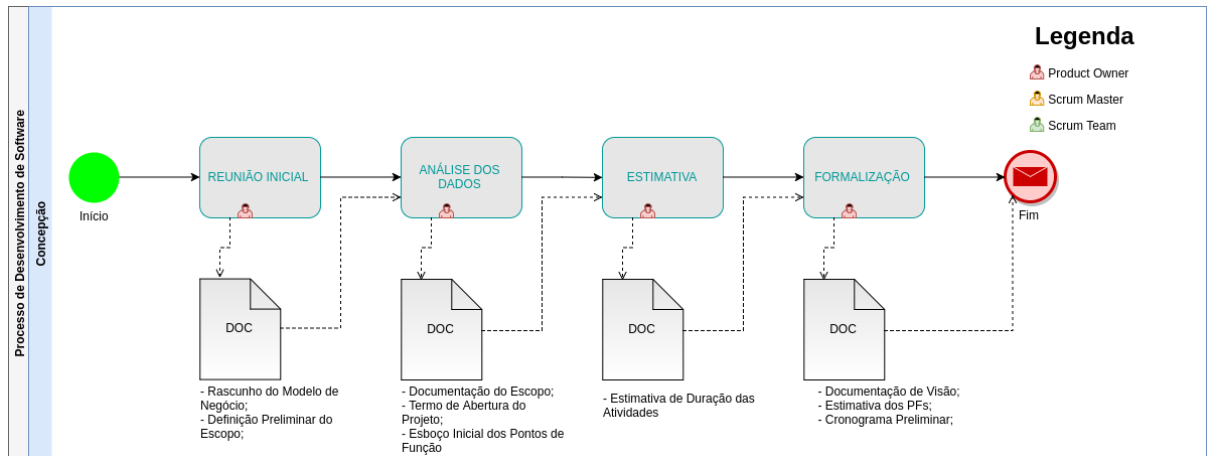 Processo de Desenvolvimento de Software
Concepção
Legenda
Product Owner
Scrum Master
Scrum Team
Início
REUNIÃO INICIAL
ANÁLISE DOS
DADOS
ESTIMATIVA
FORMALIZAÇÃO
Fim
DOC
- Rascunho do Modelo de
Negócio;
- Definição Preliminar do
Escopo;
DOC
- Documentação do Escopo;
- Termo de Abertura do
Projeto;
- Esboço Inicial dos Pontos de
Função
DOC
- Estimativa de Duração das
Atividades
DOC
- Documentação de Visão;
- Estimativa dos PFs;
- Cronograma Preliminar;